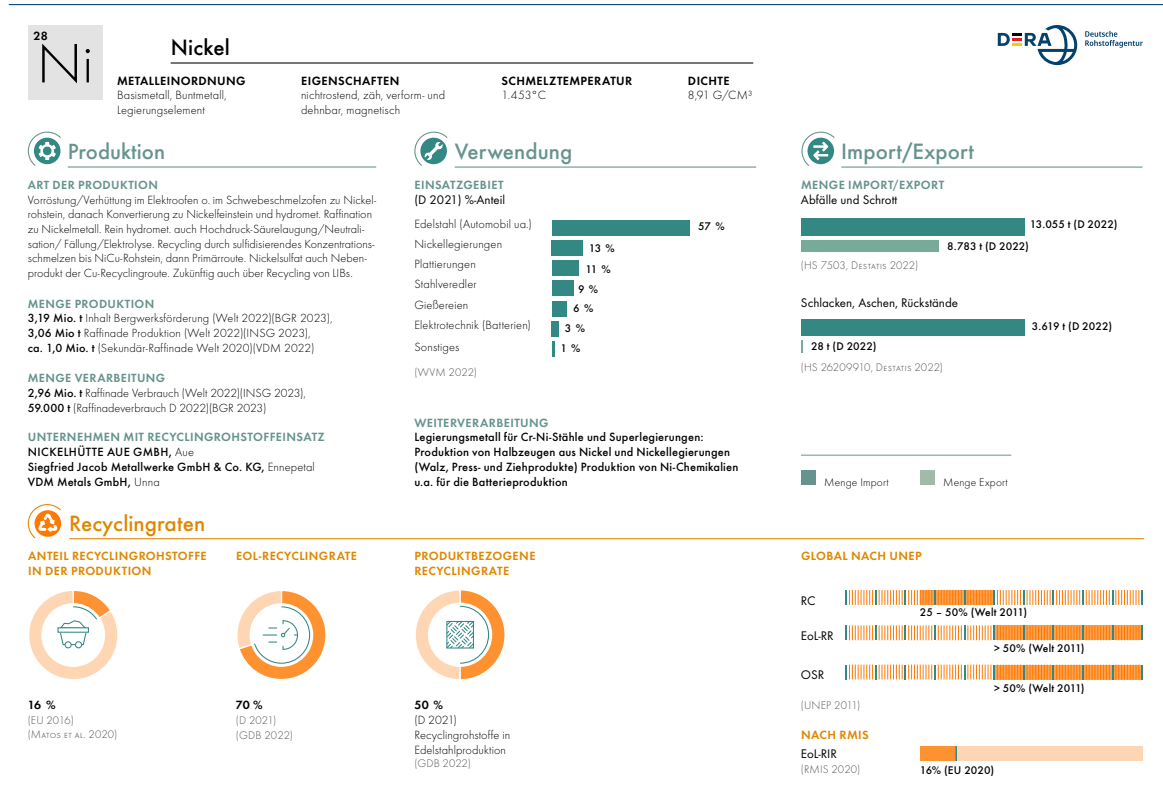 28
Ni
Nickel
DERA
Deutsche
Rohstoffagentur
METALLEINORDNUNG
Basismetall, Buntmetall,
Legierungselement
EIGENSCHAFTEN
nichtrostend, zäh, verform- und
dehnbar, magnetisch
SCHMELZTEMPERATUR
1.453°C
DICHTE
8,91 G/CM³
Produktion
ART DER PRODUKTION
Vorröstung/Verhüttung im Elektroofen o. im Schwebeschmelzofen zu Nickel-
rohstein, danach Konvertierung zu Nickelfeinstein und hydromet. Raffination
zu Nickelmetall. Rein hydromet. auch Hochdruck-Säurelaugung/Neutrali-
sation/ Fällung/Elektrolyse. Recycling durch sulfidisierendes Konzentrations-
schmelzen bis NiCu-Rohstein, dann Primärroute. Nickelsulfat auch Neben-
produkt der Cu-Recyclingroute. Zukünftig auch über Recycling von LIBs.
MENGE PRODUKTION
3,19 Mio. t Inhalt Bergwerksförderung (Welt 2022)(BGR 2023),
3,06 Mio t Raffinade Produktion (Welt 2022)(INSG 2023),
ca. 1,0 Mio. t (Sekundär-Raffinade Welt 2020)(VDM 2022)
MENGE VERARBEITUNG
2,96 Mio. t Raffinade Verbrauch (Welt 2022)(INSG 2023),
59.000 t (Raffinadeverbrauch D 2022)(BGR 2023)
UNTERNEHMEN MIT RECYCLINGROHSTOFFEINSATZ
NICKELHÜTTE AUE GMBH, Aue
Siegfried Jacob Metallwerke GmbH & Co. KG, Ennepetal
VDM Metals GmbH, Unna
Verwendung
EINSATZGEBIET
(D 2021) %-Anteil
Edelstahl (Automobil ua.) 57 %
Nickellegierungen 13 %
Plattierungen 11 %
Stahlveredler 9 %
Gießereien 6 %
Elektrotechnik (Batterien) 3 %
Sonstiges 1 %
(WVM 2022)
WEITERVERARBEITUNG
Legierungsmetall für Cr-Ni-Stähle und Superlegierungen:
Produktion von Halbzeugen aus Nickel und Nickellegierungen
(Walz, Press- und Ziehprodukte) Produktion von Ni-Chemikalien
u.a. für die Batterieproduktion
Import/Export
MENGE IMPORT/EXPORT
Abfälle und Schrott
13.055 t (D 2022)
8.783 t (D 2022)
(HS 7503, Destatis 2022)
Schlacken, Aschen, Rückstände
3.619 t (D 2022)
28 t (D 2022)
(HS 26209910, Destatis 2022)
Menge Import
Menge Export
Recyclingraten
ANTEIL RECYCLINGROHSTOFFE
IN DER PRODUKTION
16 %
(EU 2016)
(Matos et al. 2020)
EOL-RECYCLINGRATE
70 %
(D 2021)
(GDB 2022)
PRODUKTBEZOGENE
RECYCLINGRATE
50 %
(D 2021)
Recyclingrohstoffe in
Edelstahlproduktion
(GDB 2022)
GLOBAL NACH UNEP
RC
25 – 50% (Welt 2011)
EoL-RR
> 50% (Welt 2011)
OSR
> 50% (Welt 2011)
(UNEP 2011)
NACH RMIS
EoL-RIR
(RMIS 2020)
16% (EU 2020)